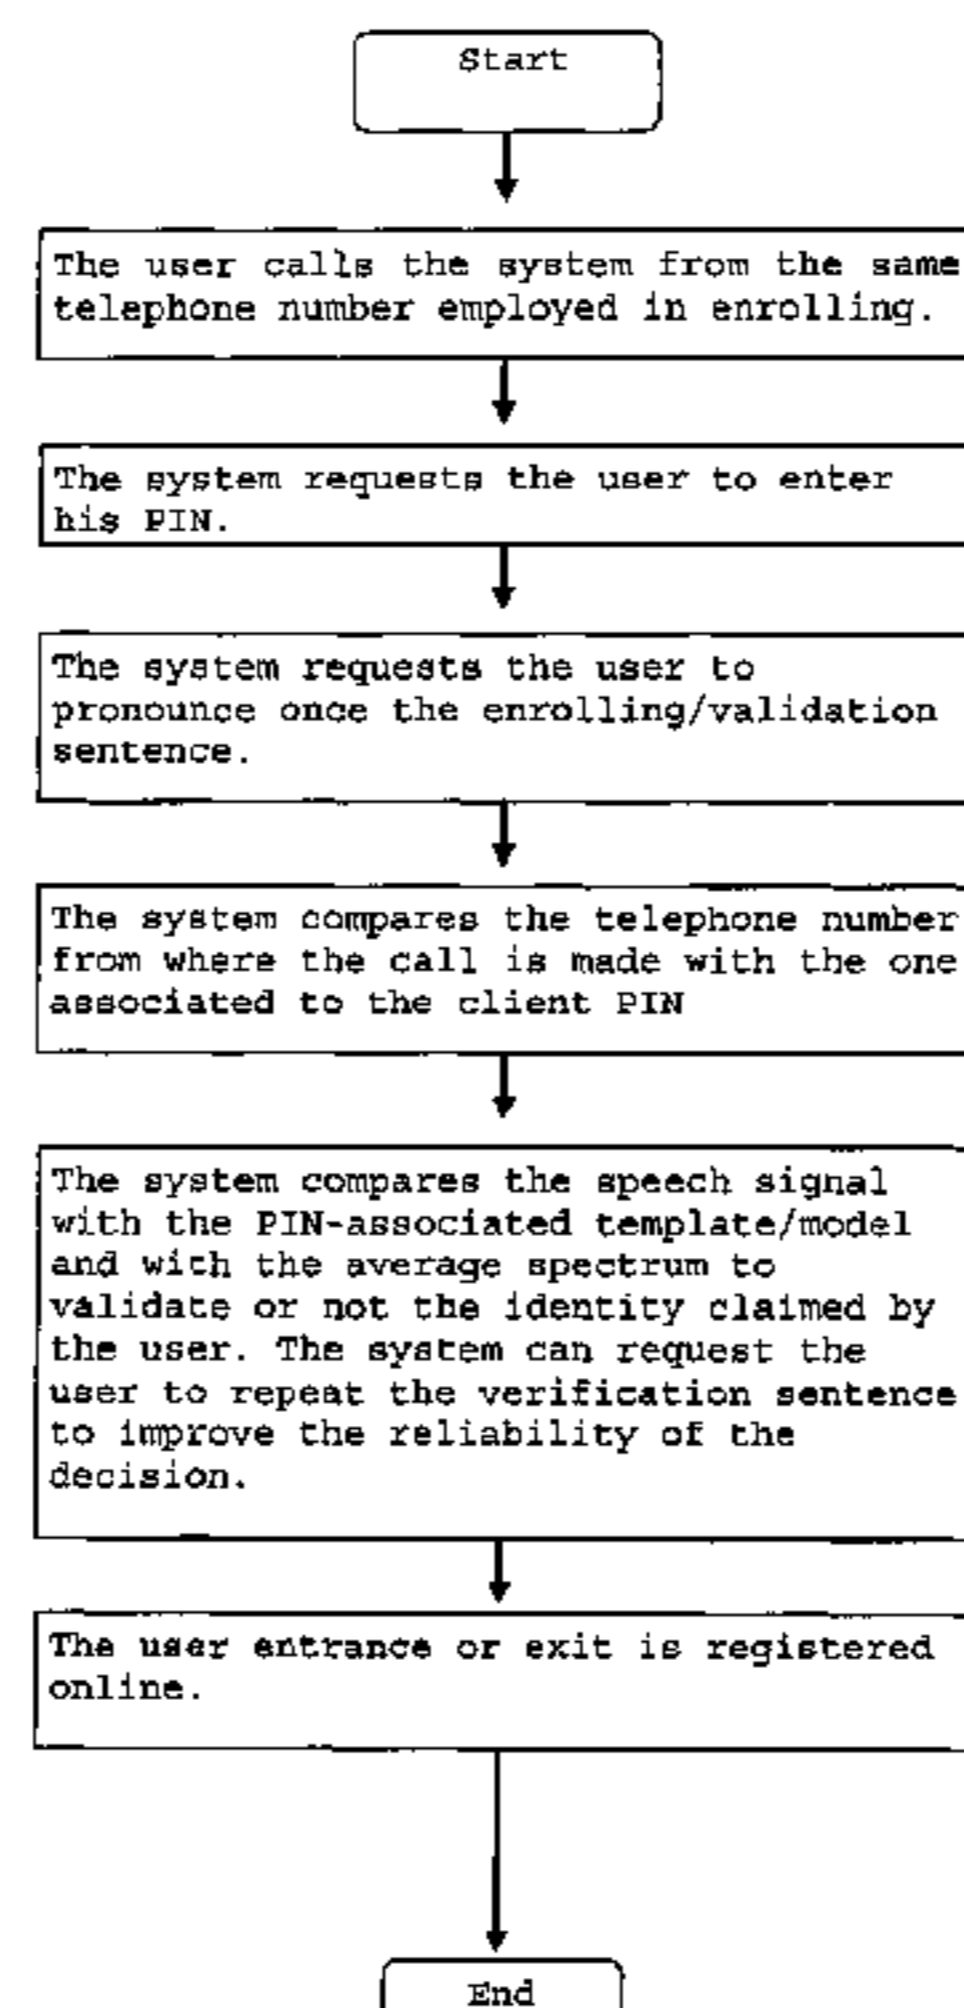 Start
The user calls the system from the same
telephone number employed in enrolling.
The system requests the user to enter
his PIN.
The system requests the user to
pronounce once the enrolling/validation
sentence.
The system compares the telephone number
from where the call is made with the one
associated to the client PIN
The system compares the speech signal
with the PIN-associated template/model
and with the average spectrum to
validate or not the identity claimed by
the user. The system can request the
user to repeat the verification sentence
to improve the reliability of the
decision.
The user entrance or exit is registered
online.
End